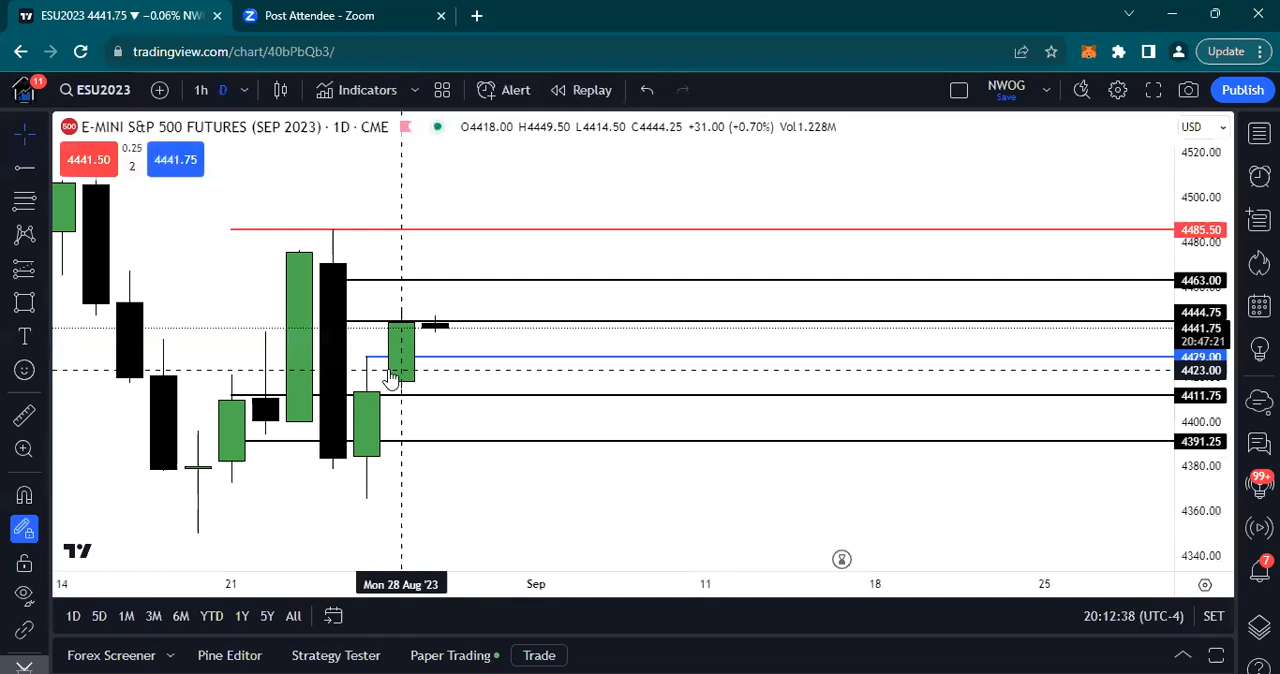 ESU2023 4441.75 ▼ −0.06% NW
Post Attendee - Zoom
tradingview.com/chart/40bPbQb3/
Update
11
ESU2023
1h
D
Indicators
Alert
Replay
NWOG
Save
Publish
500
E-MINI S&P 500 FUTURES (SEP 2023) · 1D · CME
O4418.00 H4449.50 L4414.50 C4444.25 +31.00 (+0.70%) Vol1.228M
USD
4441.50
0.25
2
4441.75
4520.00
4500.00
4485.50
4480.00
4463.00
4444.75
4441.75
20:47:21
4429.00
4423.00
4411.75
4400.00
4391.25
4380.00
4360.00
4340.00
99+
7
14
21
Mon 28 Aug '23
Sep
11
18
25
1D
5D
1M
3M
6M
YTD
1Y
5Y
All
20:12:38 (UTC-4)
SET
Forex Screener
Pine Editor
Strategy Tester
Paper Trading
Trade